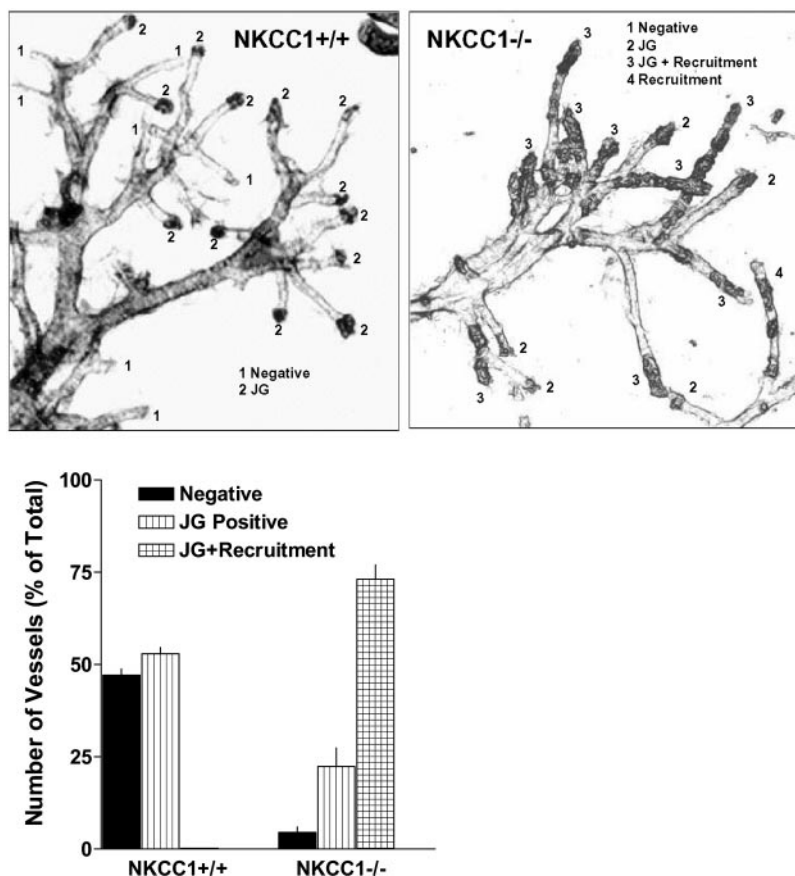 NKCC1+/+
2
1
1
2
1
2
2
2
2
1
1
2
2
2
2
2
2
2
1
1 Negative
2 JG
1
NKCC1-/-
1 Negative
2 JG
3 JG + Recruitment
4 Recruitment
3
3
3
2
3
3
3
2
4
3
2
3
2
2
3
Number of Vessels (% of Total)
100
75
50
25
0
Negative
JG Positive
JG+Recruitment
NKCC1+/+
NKCC1-/-